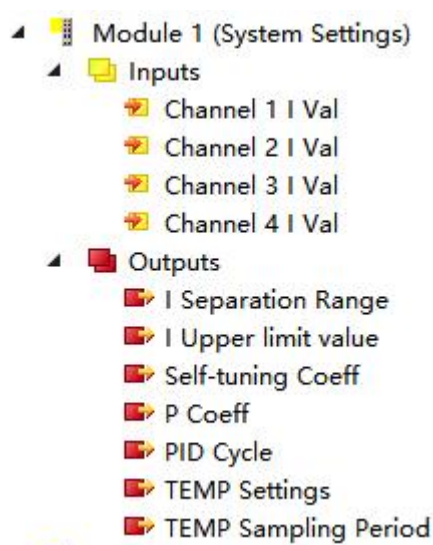 Module 1 (System Settings)
Inputs
Channel 1 I Val
Channel 2 I Val
Channel 3 I Val
Channel 4 I Val
Outputs
I Separation Range
I Upper limit value
Self-tuning Coeff
P Coeff
PID Cycle
TEMP Settings
TEMP Sampling Period